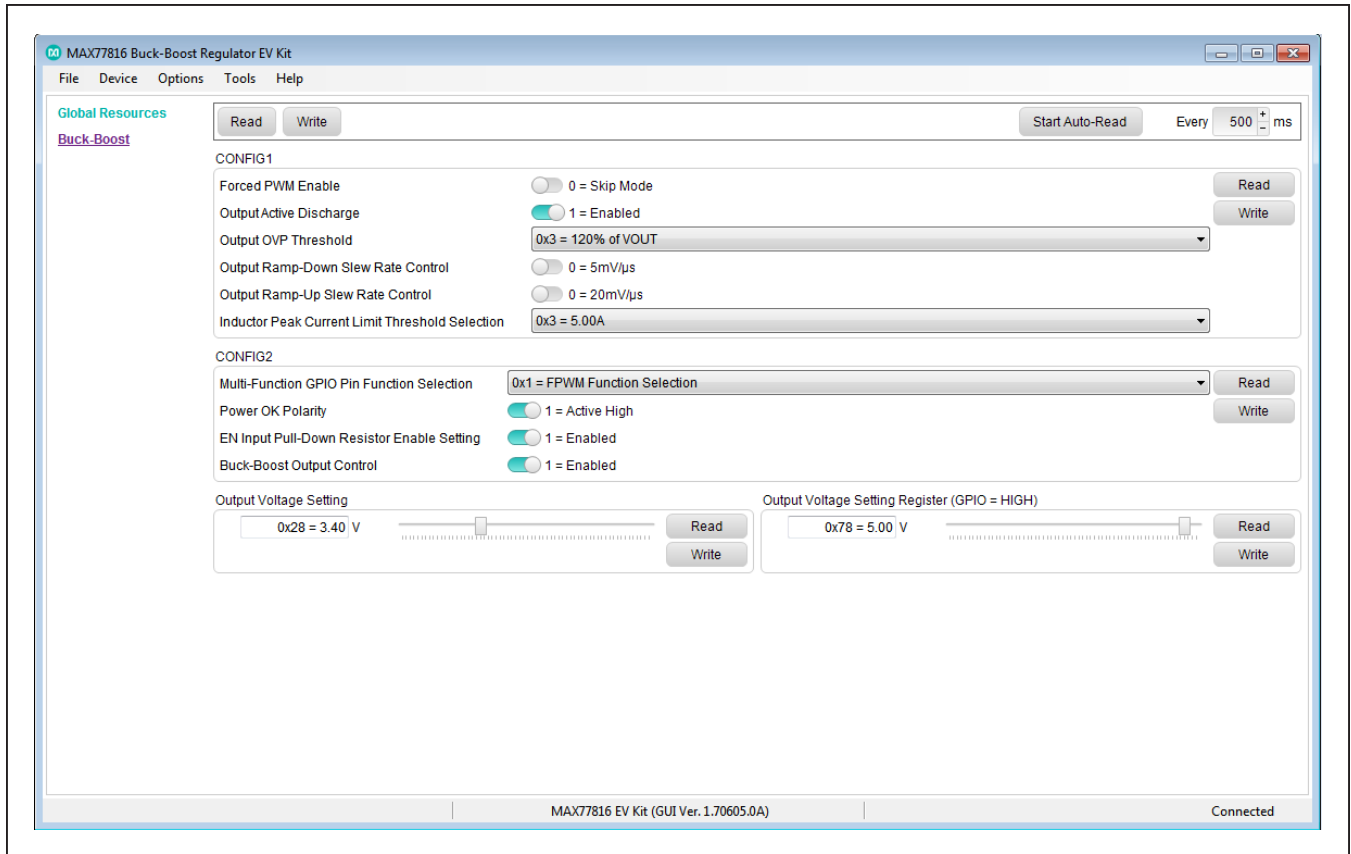 MAX77816 Buck-Boost Regulator EV Kit
File Device Options Tools Help
Global Resources
Buck-Boost
Read Write Start Auto-Read Every 500 + - ms
CONFIG1
Forced PWM Enable 0 = Skip Mode Read
Output Active Discharge 1 = Enabled Write
Output OVP Threshold 0x3 = 120% of VOUT
Output Ramp-Down Slew Rate Control 0 = 5mV/µs
Output Ramp-Up Slew Rate Control 0 = 20mV/µs
Inductor Peak Current Limit Threshold Selection 0x3 = 5.00A
CONFIG2
Multi-Function GPIO Pin Function Selection 0x1 = FPWM Function Selection Read
Power OK Polarity 1 = Active High Write
EN Input Pull-Down Resistor Enable Setting 1 = Enabled
Buck-Boost Output Control 1 = Enabled
Output Voltage Setting Output Voltage Setting Register (GPIO = HIGH)
0x28 = 3.40 V Read 0x78 = 5.00 V Read
Write Write
MAX77816 EV Kit (GUI Ver. 1.70605.0A) Connected